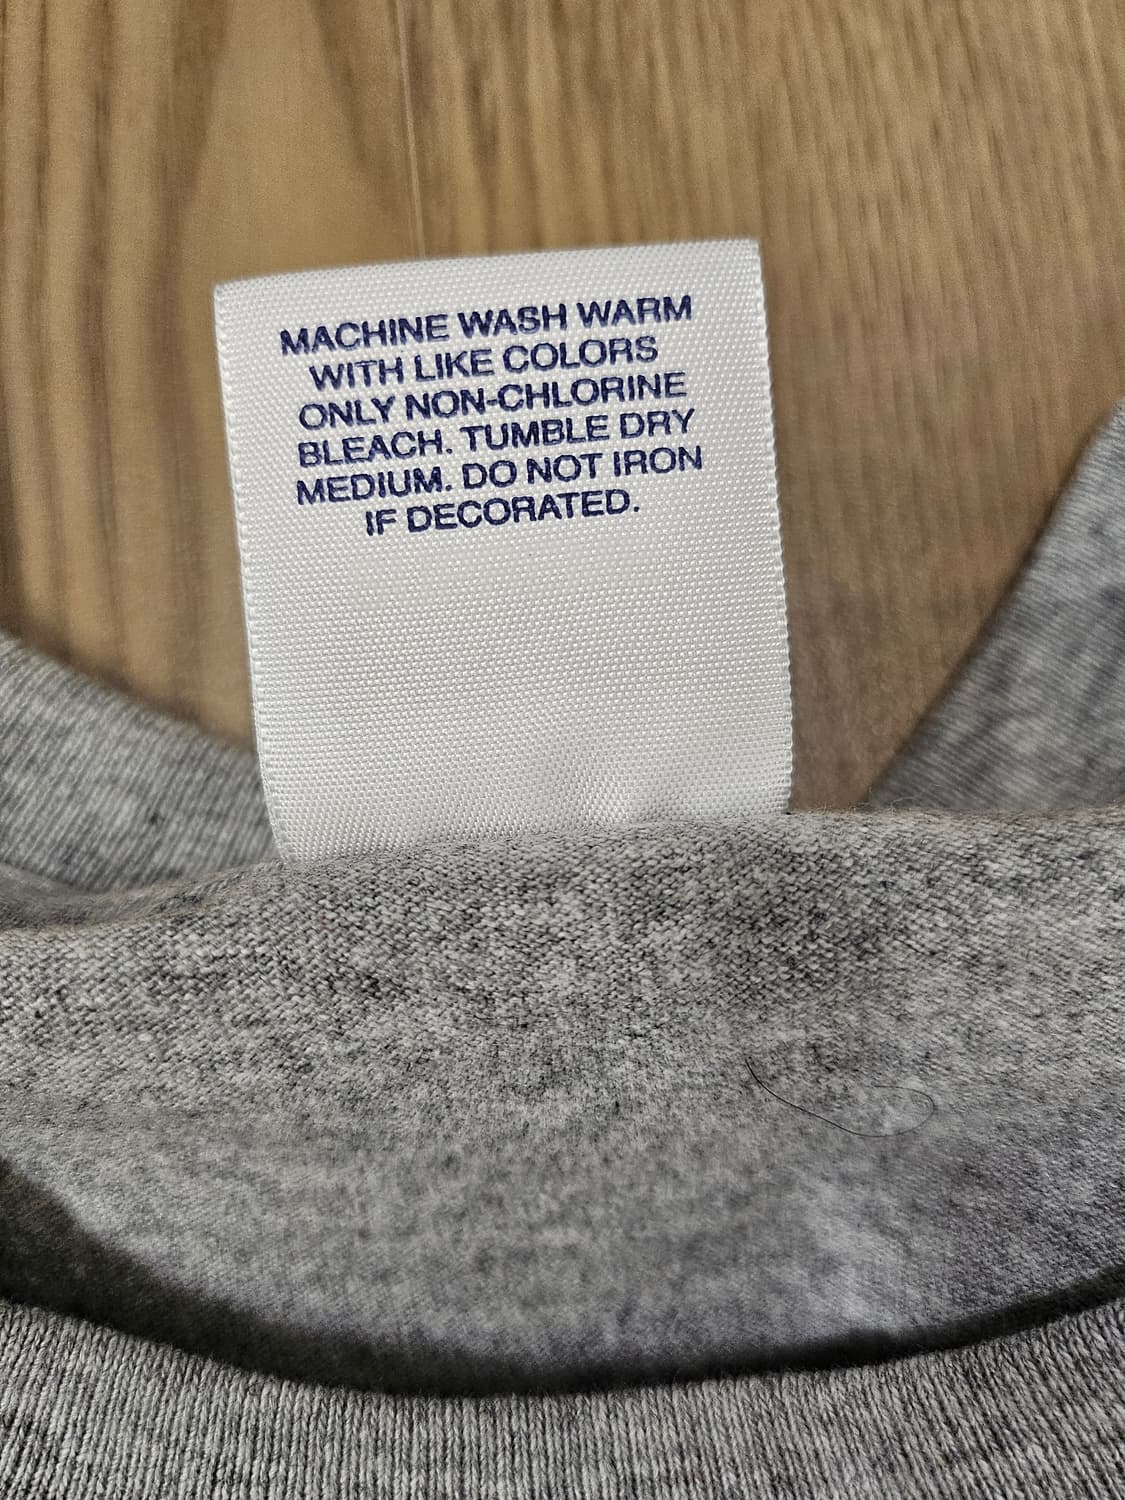 MACHINE WASH WARM
WITH LIKE COLORS
ONLY NON-CHLORINE
BLEACH. TUMBLE DRY
MEDIUM. DO NOT IRON
IF DECORATED.